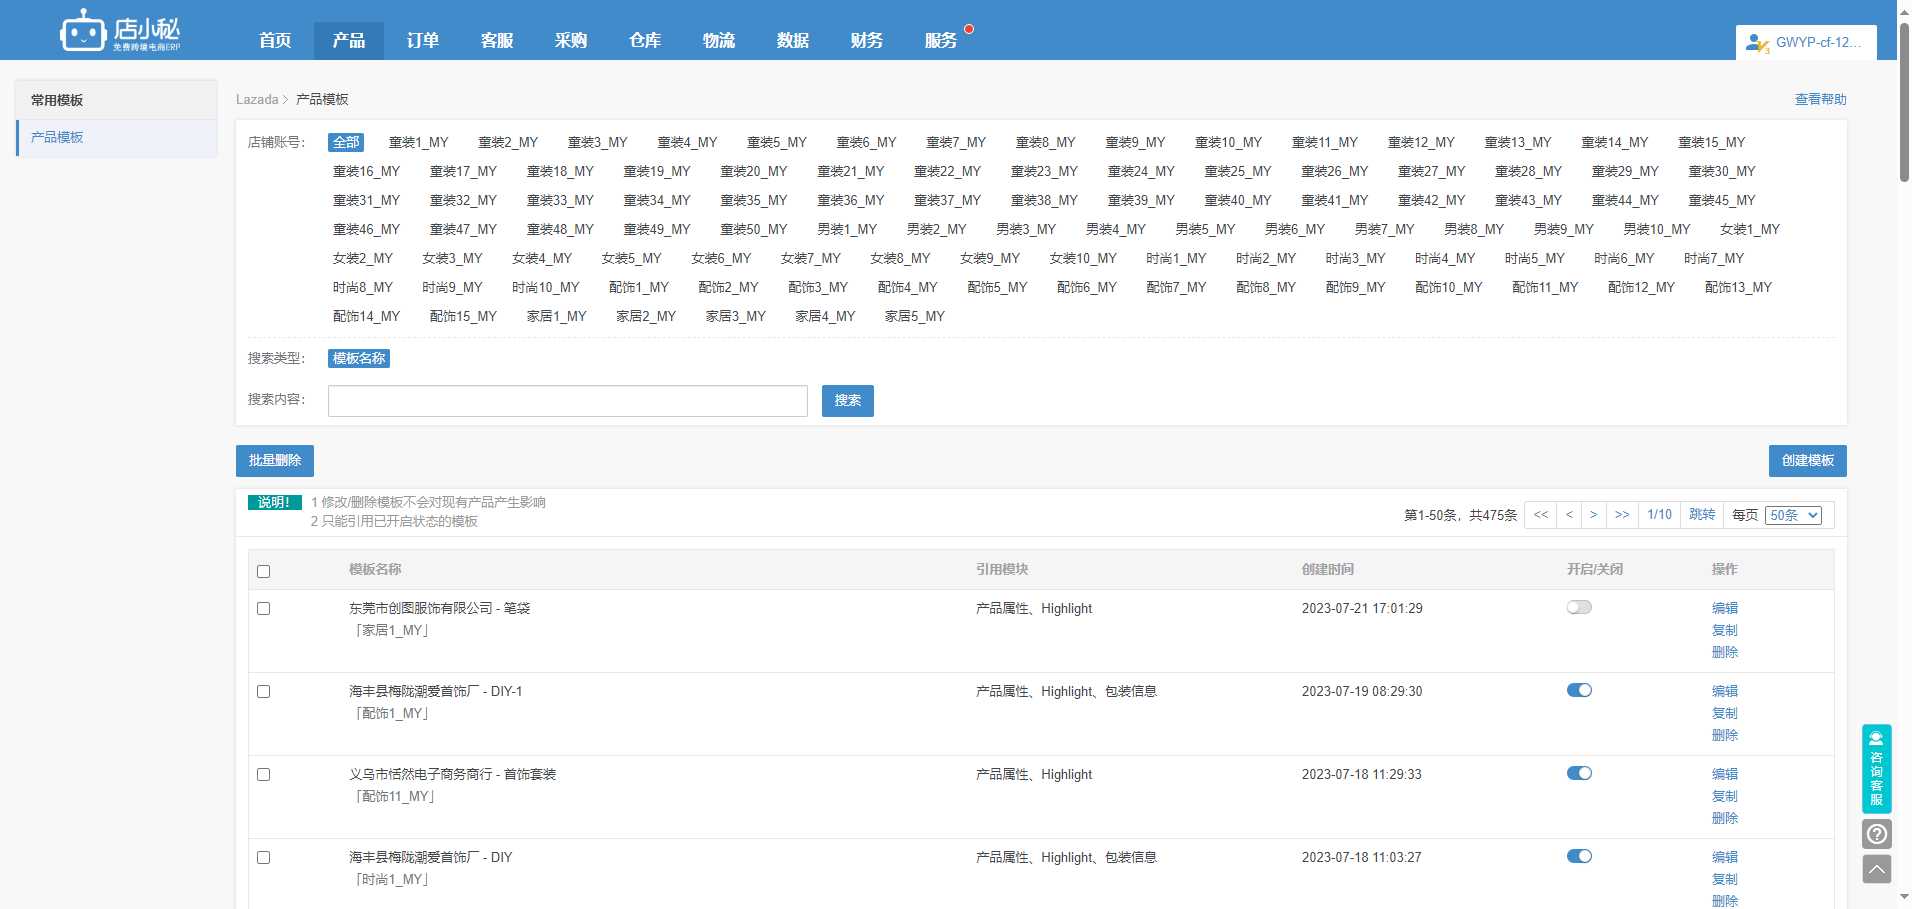 店小秘
免费跨境电商ERP
首页 产品 订单 客服 采购 仓库 物流 数据 财务 服务
GWYP-cf-12...
常用模板
产品模板
Lazada > 产品模板
查看帮助
店铺账号： 全部 童装1_MY 童装2_MY 童装3_MY 童装4_MY 童装5_MY 童装6_MY 童装7_MY 童装8_MY 童装9_MY 童装10_MY 童装11_MY 童装12_MY 童装13_MY 童装14_MY 童装15_MY
童装16_MY 童装17_MY 童装18_MY 童装19_MY 童装20_MY 童装21_MY 童装22_MY 童装23_MY 童装24_MY 童装25_MY 童装26_MY 童装27_MY 童装28_MY 童装29_MY 童装30_MY
童装31_MY 童装32_MY 童装33_MY 童装34_MY 童装35_MY 童装36_MY 童装37_MY 童装38_MY 童装39_MY 童装40_MY 童装41_MY 童装42_MY 童装43_MY 童装44_MY 童装45_MY
童装46_MY 童装47_MY 童装48_MY 童装49_MY 童装50_MY 男装1_MY 男装2_MY 男装3_MY 男装4_MY 男装5_MY 男装6_MY 男装7_MY 男装8_MY 男装9_MY 男装10_MY 女装1_MY
女装2_MY 女装3_MY 女装4_MY 女装5_MY 女装6_MY 女装7_MY 女装8_MY 女装9_MY 女装10_MY 时尚1_MY 时尚2_MY 时尚3_MY 时尚4_MY 时尚5_MY 时尚6_MY 时尚7_MY
时尚8_MY 时尚9_MY 时尚10_MY 配饰1_MY 配饰2_MY 配饰3_MY 配饰4_MY 配饰5_MY 配饰6_MY 配饰7_MY 配饰8_MY 配饰9_MY 配饰10_MY 配饰11_MY 配饰12_MY 配饰13_MY
配饰14_MY 配饰15_MY 家居1_MY 家居2_MY 家居3_MY 家居4_MY 家居5_MY
搜索类型： 模板名称
搜索内容： 搜索
批量删除 创建模板
说明！ 1 修改/删除模板不会对现有产品产生影响
2 只能引用已开启状态的模板
第1-50条，共475条 << < > >> 1/10 跳转 每页 50条
模板名称 引用模块 创建时间 开启/关闭 操作
东莞市创图服饰有限公司 - 笔袋 产品属性、Highlight 2023-07-21 17:01:29 编辑
「家居1_MY」 复制
删除
海丰县梅陇潮爱首饰厂 - DIY-1 产品属性、Highlight、包装信息 2023-07-19 08:29:30 编辑
「配饰1_MY」 复制
删除
义乌市恬然电子商务商行 - 首饰套装 产品属性、Highlight 2023-07-18 11:29:33 编辑
「配饰11_MY」 复制
删除
海丰县梅陇潮爱首饰厂 - DIY 产品属性、Highlight、包装信息 2023-07-18 11:03:27 编辑
「时尚1_MY」 复制
删除
咨询客服